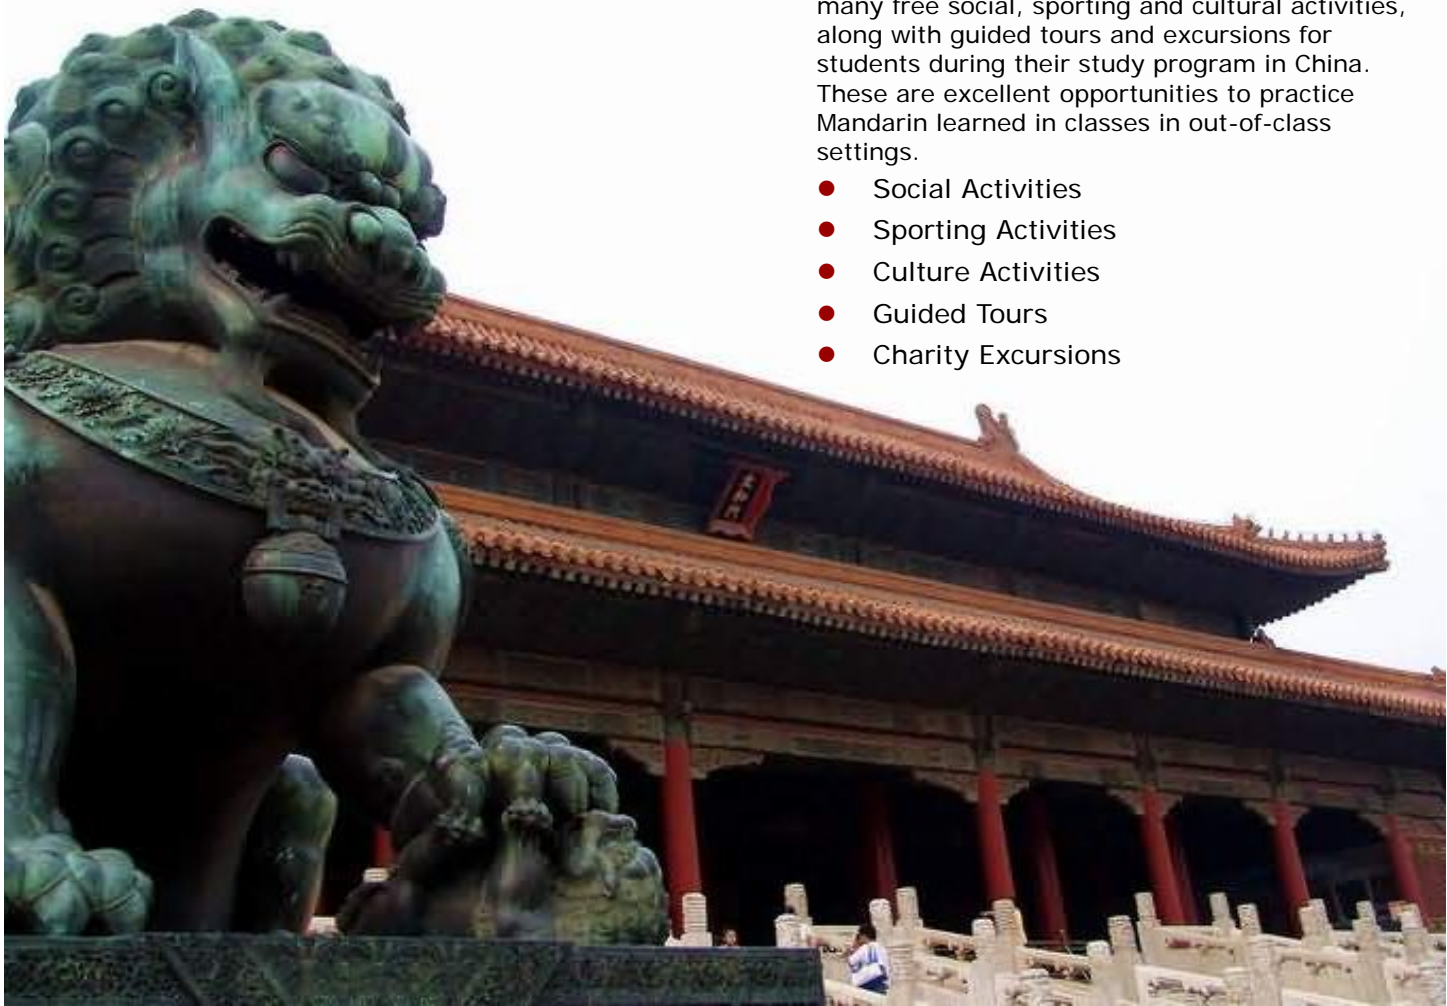 many free social, sporting and cultural activities,
along with guided tours and excursions for
students during their study program in China.
These are excellent opportunities to practice
Mandarin learned in classes in out-of-class
settings.
● Social Activities
● Sporting Activities
● Culture Activities
● Guided Tours
● Charity Excursions